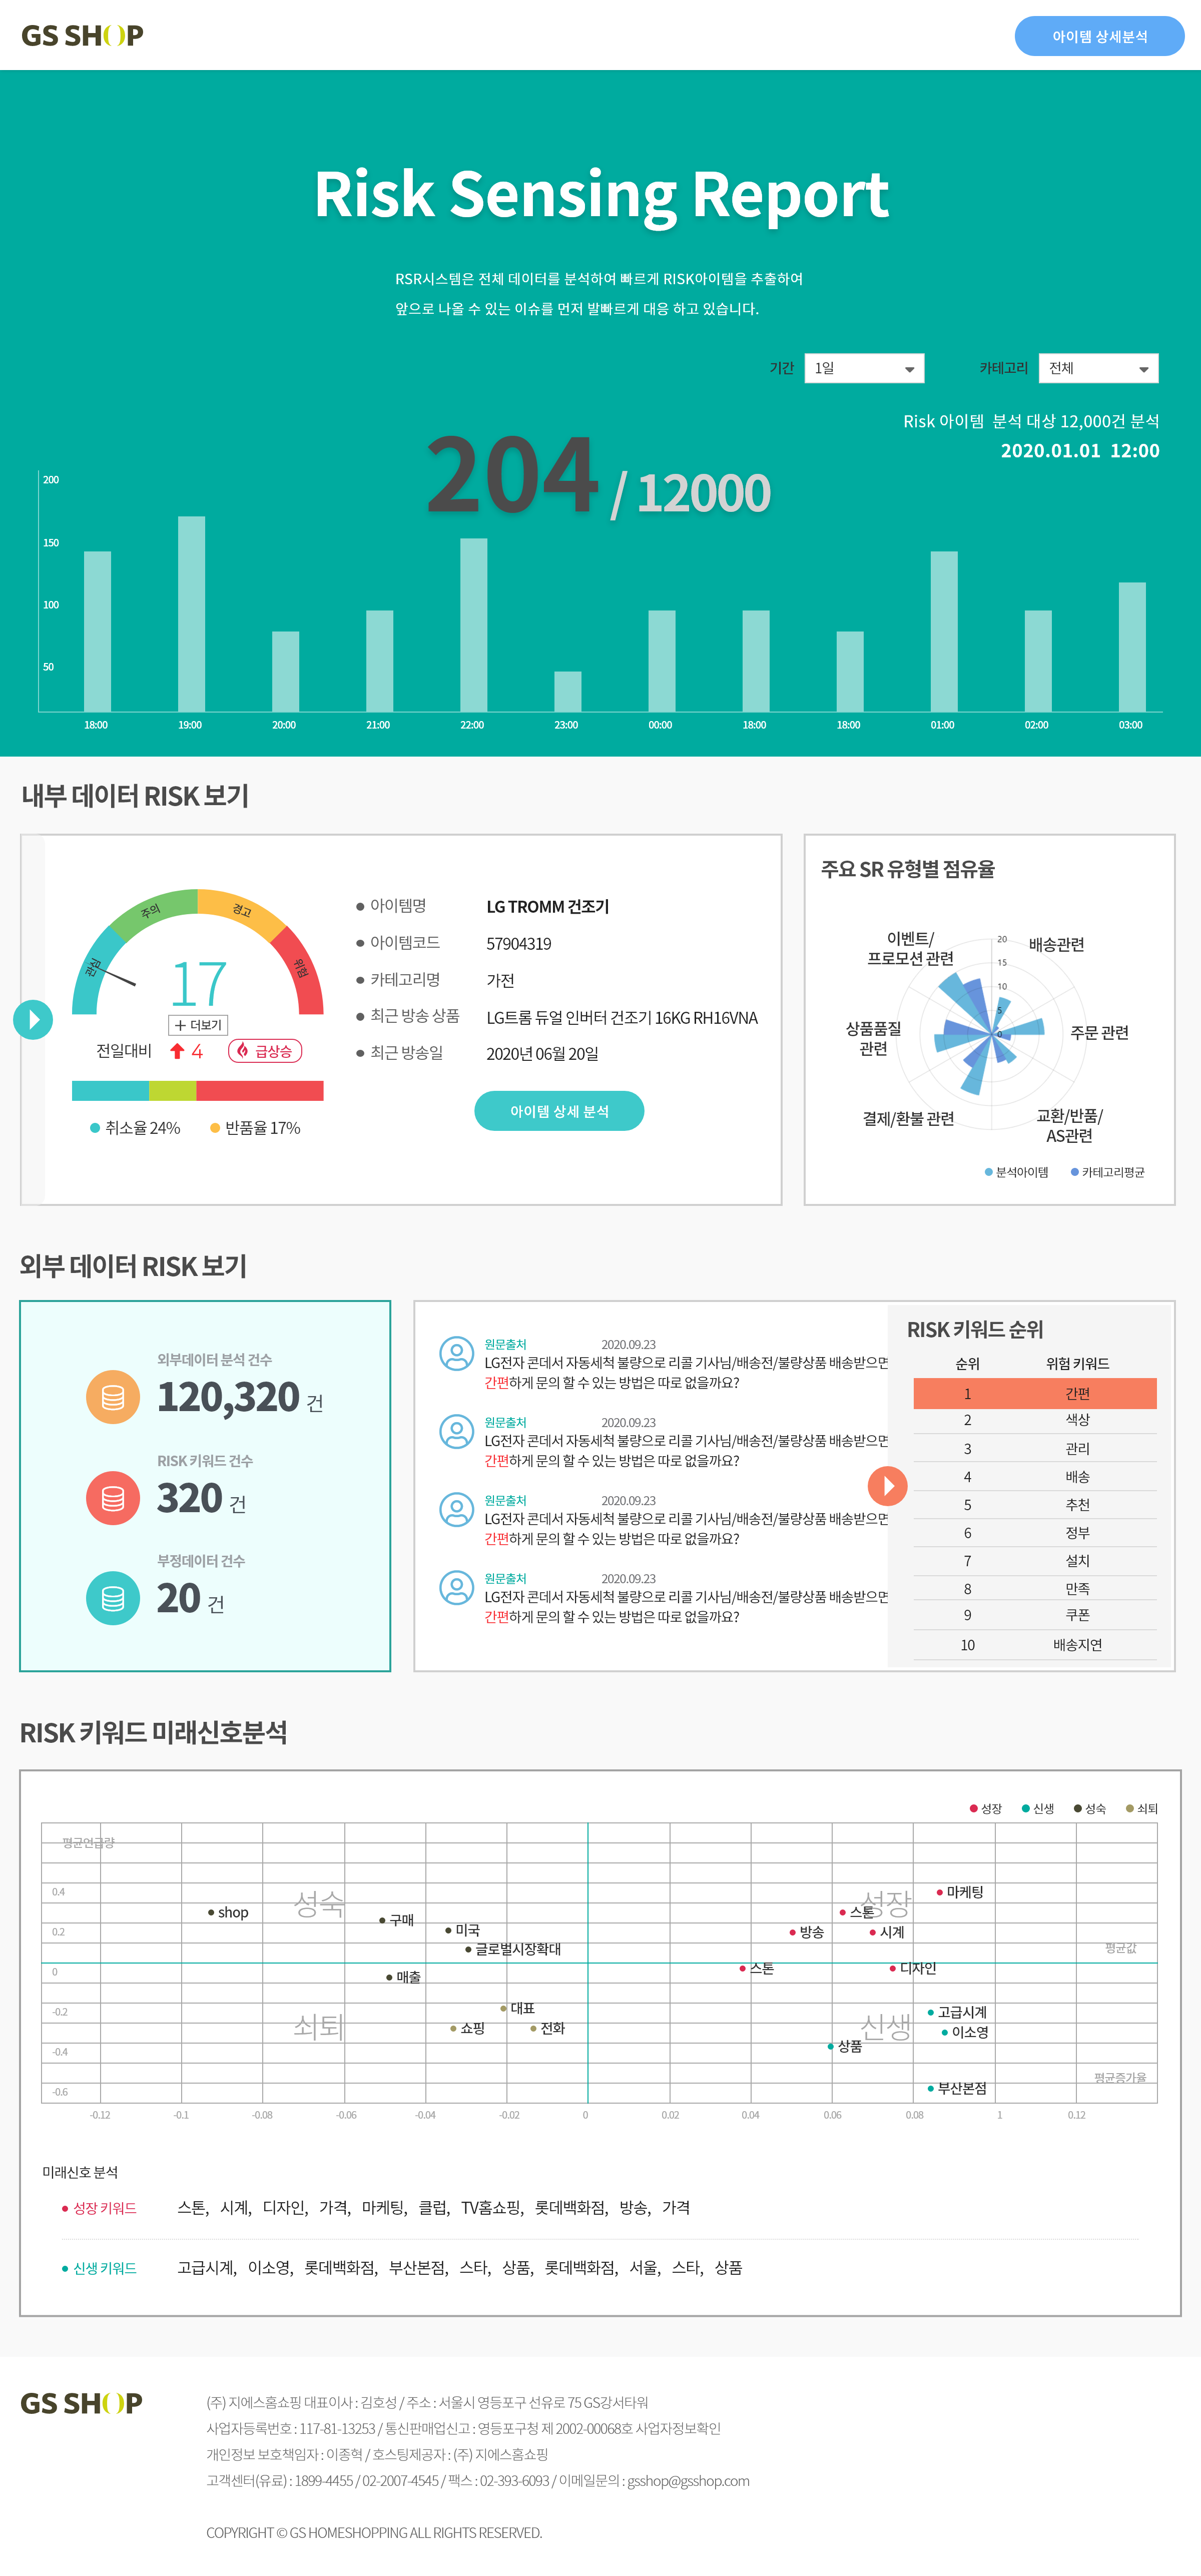 GS SHOP
아이템 상세분석
Risk Sensing Report
RSR시스템은 전체 데이터를 분석하여 빠르게 RISK아이템을 추출하여
앞으로 나올 수 있는 이슈를 먼저 발빠르게 대응 하고 있습니다.
기간 1일 카테고리 전체
Risk 아이템 분석 대상 12,000건 분석
2020.01.01 12:00
204 / 12000
200
150
100
50
18:00 19:00 20:00 21:00 22:00 23:00 00:00 18:00 18:00 01:00 02:00 03:00
내부 데이터 RISK 보기
관심
주의
경고
위험
17
+ 더보기
전일대비 4 급상승
취소율 24% 반품율 17%
아이템명 LG TROMM 건조기
아이템코드 57904319
카테고리명 가전
최근 방송 상품 LG트롬 듀얼 인버터 건조기 16KG RH16VNA
최근 방송일 2020년 06월 20일
아이템 상세 분석
주요 SR 유형별 점유율
이벤트/
프로모션 관련
배송관련
상품품질
관련
주문 관련
결제/환불 관련
교환/반품/
AS관련
20
15
10
5
0
분석아이템 카테고리평균
외부 데이터 RISK 보기
외부데이터 분석 건수
120,320 건
RISK 키워드 건수
320 건
부정데이터 건수
20 건
원문출처 2020.09.23
LG전자 콘데서 자동세척 불량으로 리콜 기사님/배송전/불량상품 배송받으면
간편하게 문의 할 수 있는 방법은 따로 없을까요?
원문출처 2020.09.23
LG전자 콘데서 자동세척 불량으로 리콜 기사님/배송전/불량상품 배송받으면
간편하게 문의 할 수 있는 방법은 따로 없을까요?
원문출처 2020.09.23
LG전자 콘데서 자동세척 불량으로 리콜 기사님/배송전/불량상품 배송받으면
간편하게 문의 할 수 있는 방법은 따로 없을까요?
원문출처 2020.09.23
LG전자 콘데서 자동세척 불량으로 리콜 기사님/배송전/불량상품 배송받으면
간편하게 문의 할 수 있는 방법은 따로 없을까요?
RISK 키워드 순위
순위 위험 키워드
1 간편
2 색상
3 관리
4 배송
5 추천
6 정부
7 설치
8 만족
9 쿠폰
10 배송지연
RISK 키워드 미래신호분석
성장 신생 성숙 쇠퇴
평균언급량
0.4
0.2
0
-0.2
-0.4
-0.6
성숙
성장
쇠퇴
신생
마케팅
shop
스톤
구매
미국
방송
시계
글로벌시장확대
평균값
스톤
디자인
매출
대표
고급시계
쇼핑
전화
이소영
상품
평균증가율
부산본점
-0.12 -0.1 -0.08 -0.06 -0.04 -0.02 0 0.02 0.04 0.06 0.08 1 0.12
미래신호 분석
성장 키워드 스톤, 시계, 디자인, 가격, 마케팅, 클럽, TV홈쇼핑, 롯데백화점, 방송, 가격
신생 키워드 고급시계, 이소영, 롯데백화점, 부산본점, 스타, 상품, 롯데백화점, 서울, 스타, 상품
GS SHOP
(주) 지에스홈쇼핑 대표이사 : 김호성 / 주소 : 서울시 영등포구 선유로 75 GS강서타워
사업자등록번호 : 117-81-13253 / 통신판매업신고 : 영등포구청 제 2002-00068호 사업자정보확인
개인정보 보호책임자 : 이종혁 / 호스팅제공자 : (주) 지에스홈쇼핑
고객센터(유료) : 1899-4455 / 02-2007-4545 / 팩스 : 02-393-6093 / 이메일문의 : gsshop@gsshop.com
COPYRIGHT © GS HOMESHOPPING ALL RIGHTS RESERVED.